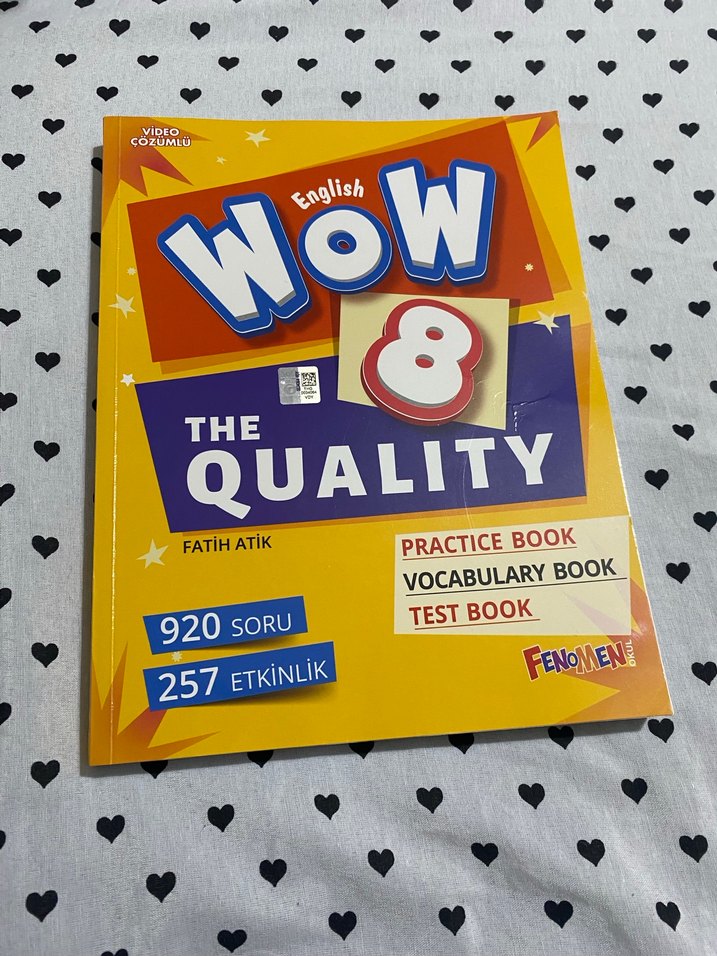 VİDEO
ÇÖZÜMLÜ
English
WOW
8
THE
QUALITY
FATİH ATİK
PRACTICE BOOK
VOCABULARY BOOK
TEST BOOK
920 SORU
257 ETKİNLİK
FENOMEN
OKUL